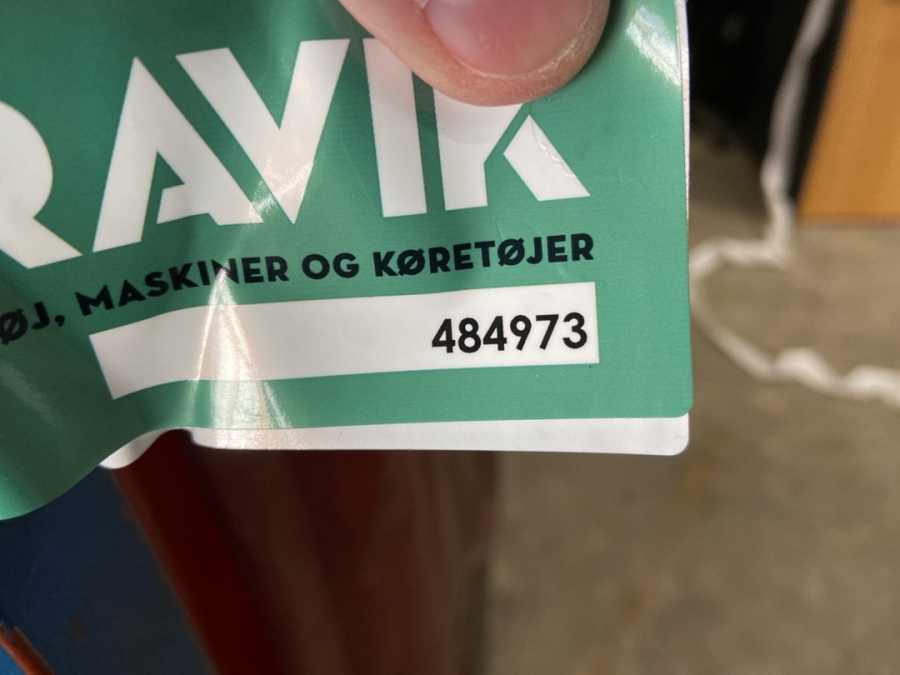 RAVIK
ØJ, MASKINER OG KØRETØJER
484973